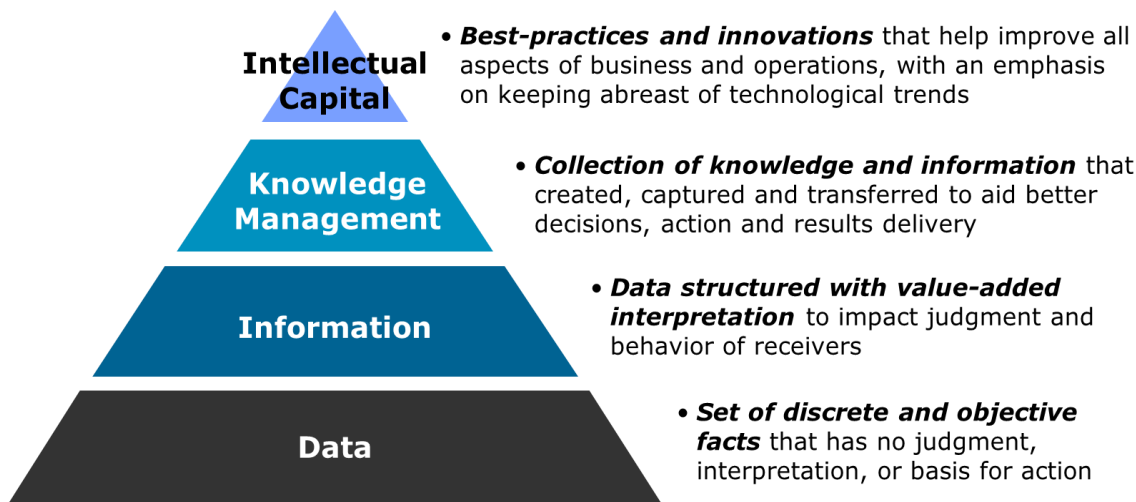 Intellectual
Capital
• Best-practices and innovations that help improve all
aspects of business and operations, with an emphasis
on keeping abreast of technological trends
Knowledge
Management
• Collection of knowledge and information that
created, captured and transferred to aid better
decisions, action and results delivery
Information
• Data structured with value-added
interpretation to impact judgment and
behavior of receivers
Data
• Set of discrete and objective
facts that has no judgment,
interpretation, or basis for action